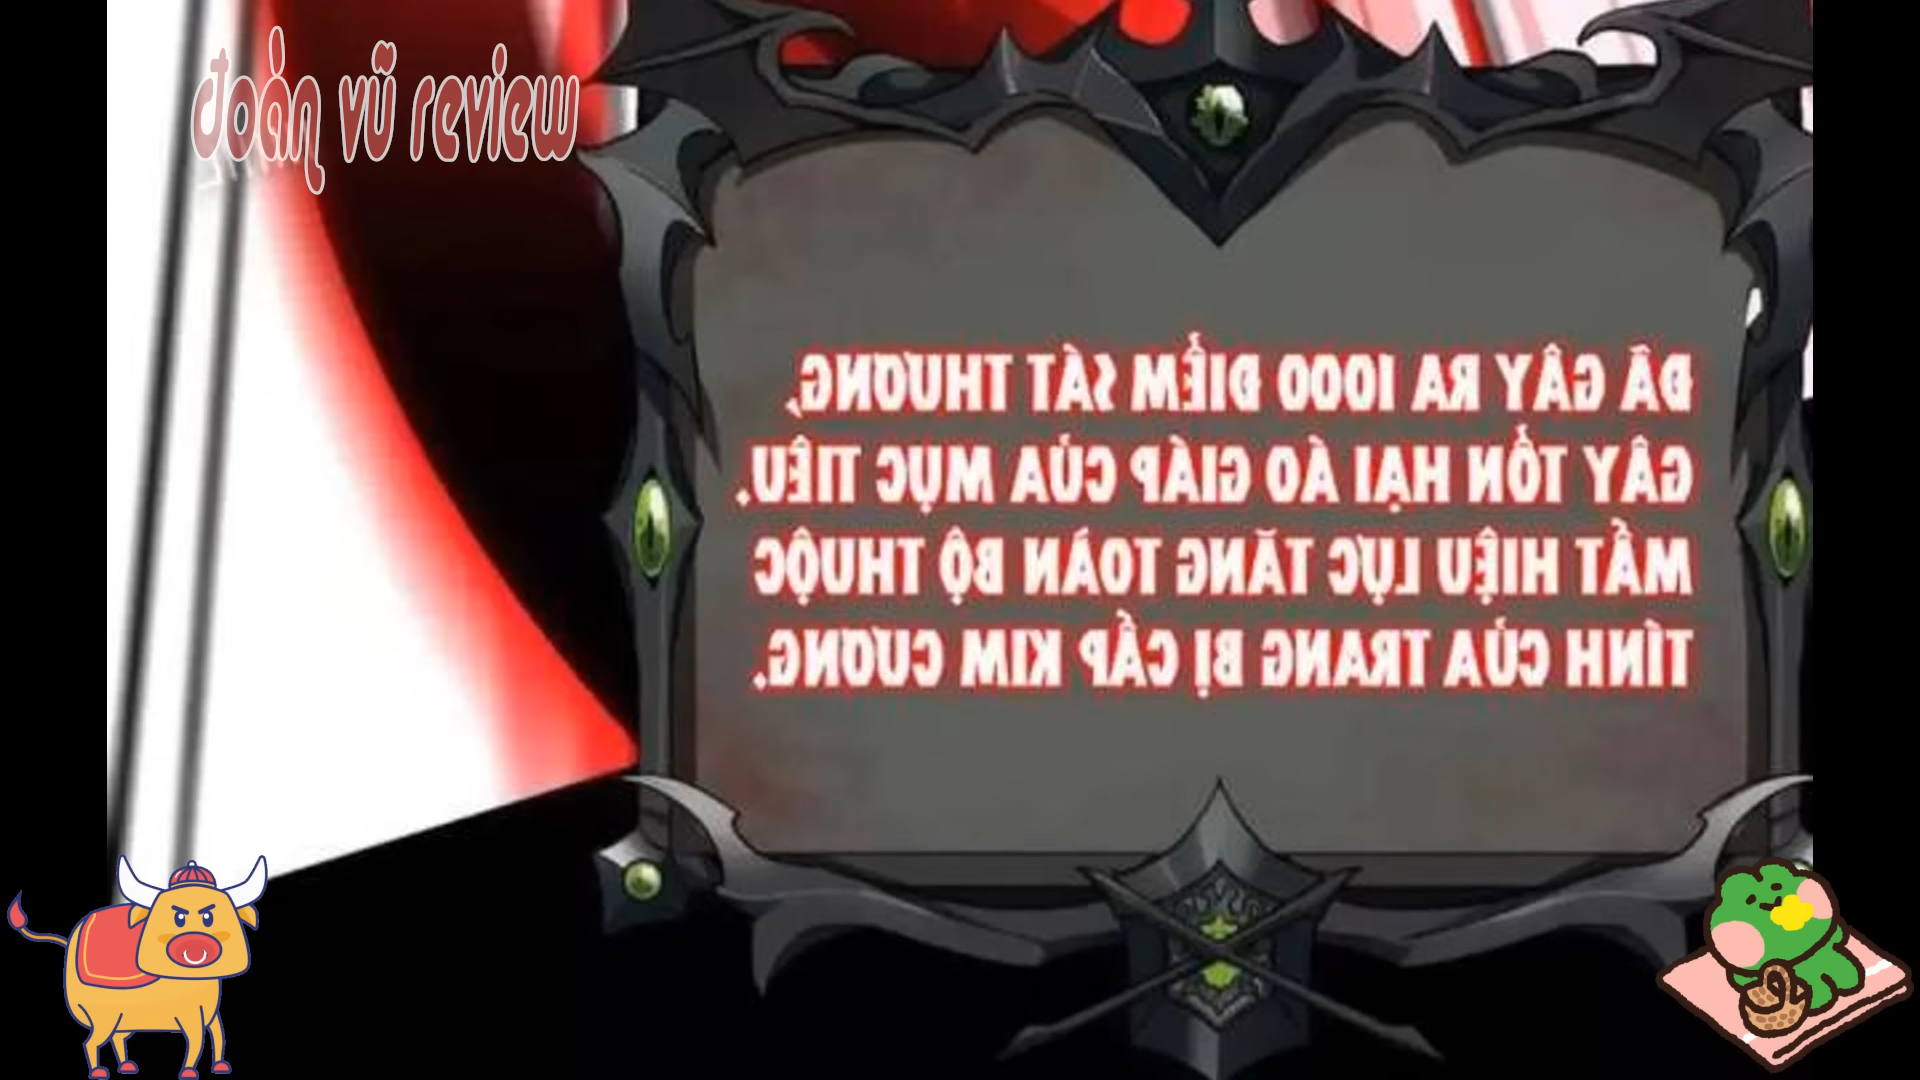 đoản vũ review
ĐÃ GÂY RA 1000 ĐIỂM SÁT THƯƠNG,
GÂY TỔN HẠI ÁO GIÁP CỦA MỤC TIÊU.
MẤT HIỆU LỰC TĂNG TOÁN BỘ THUỘC
TÍNH CỦA TRANG BỊ CẤP KIM CƯƠNG.